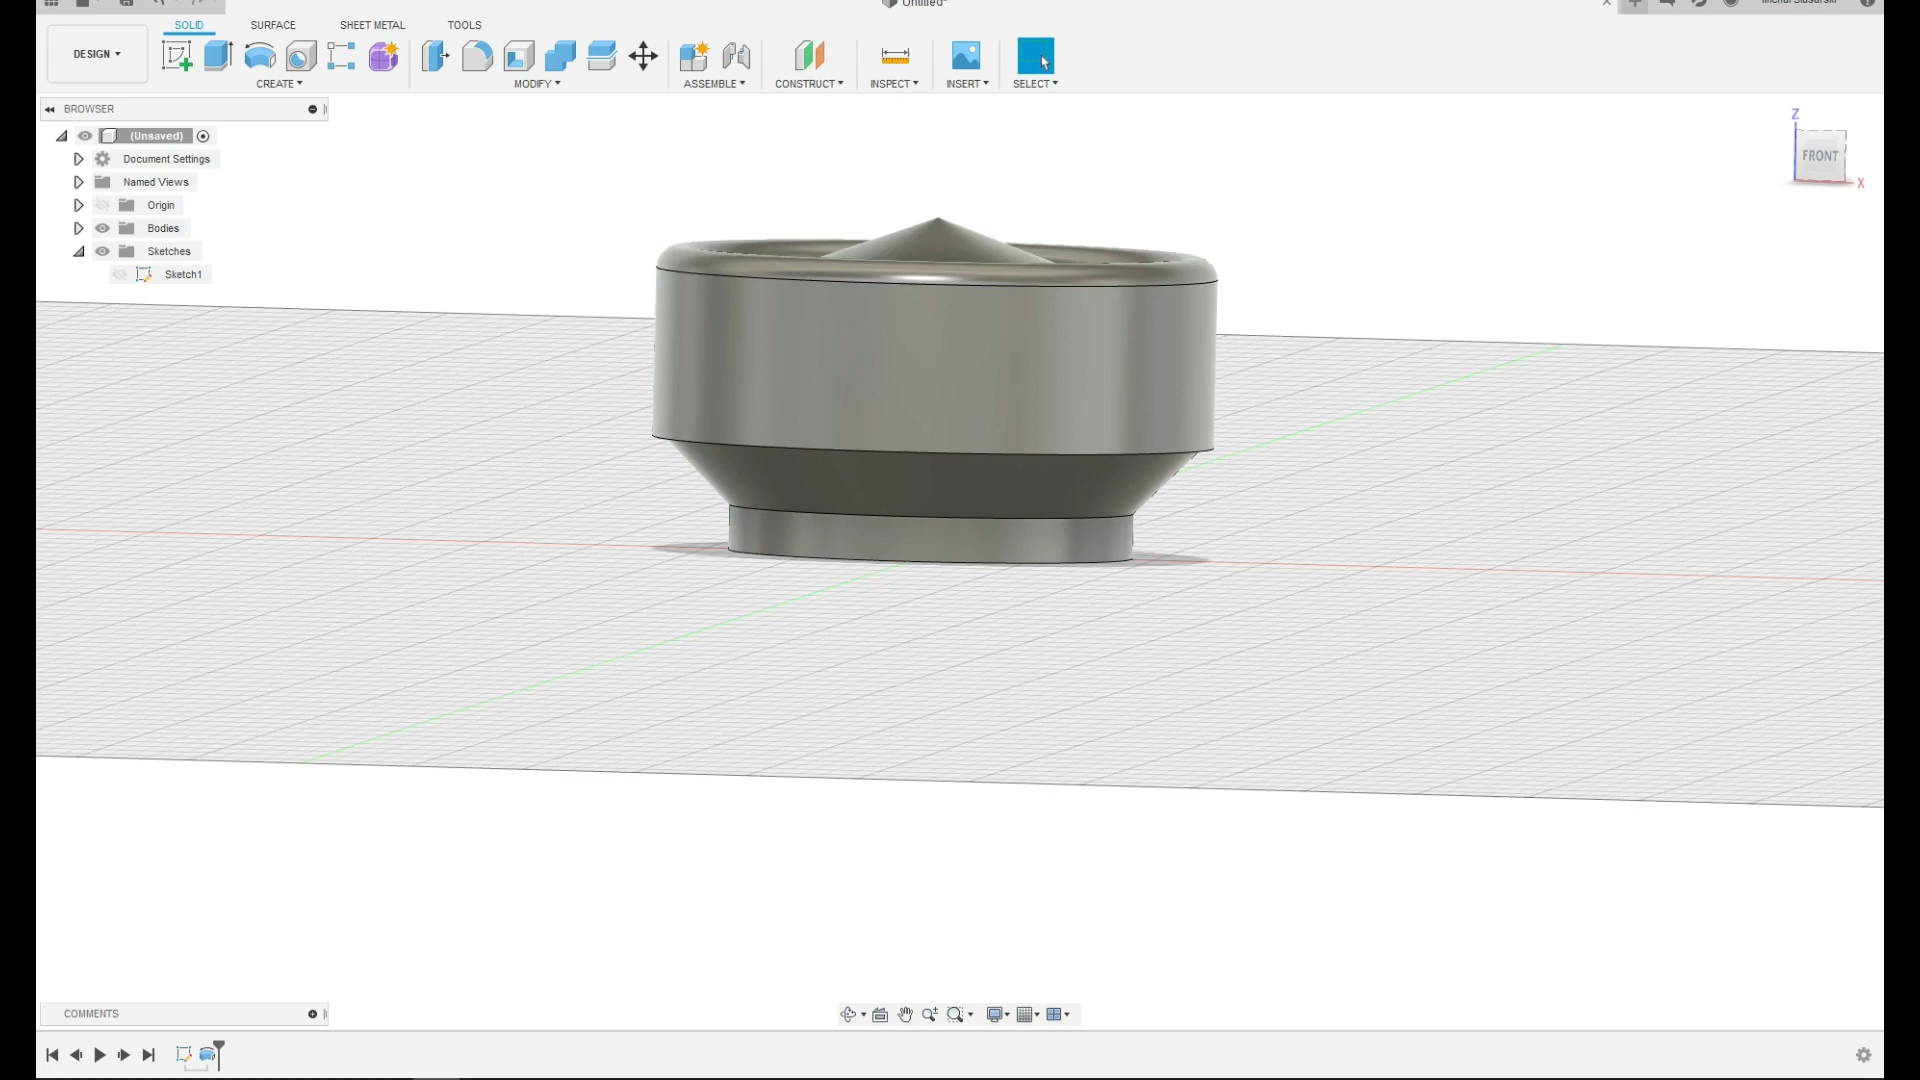 Untitled*
SOLID SURFACE SHEET METAL TOOLS
DESIGN
CREATE MODIFY ASSEMBLE CONSTRUCT INSPECT INSERT SELECT
BROWSER
(Unsaved)
Document Settings
Named Views
Origin
Bodies
Sketches
Sketch1
Z
FRONT
X
COMMENTS